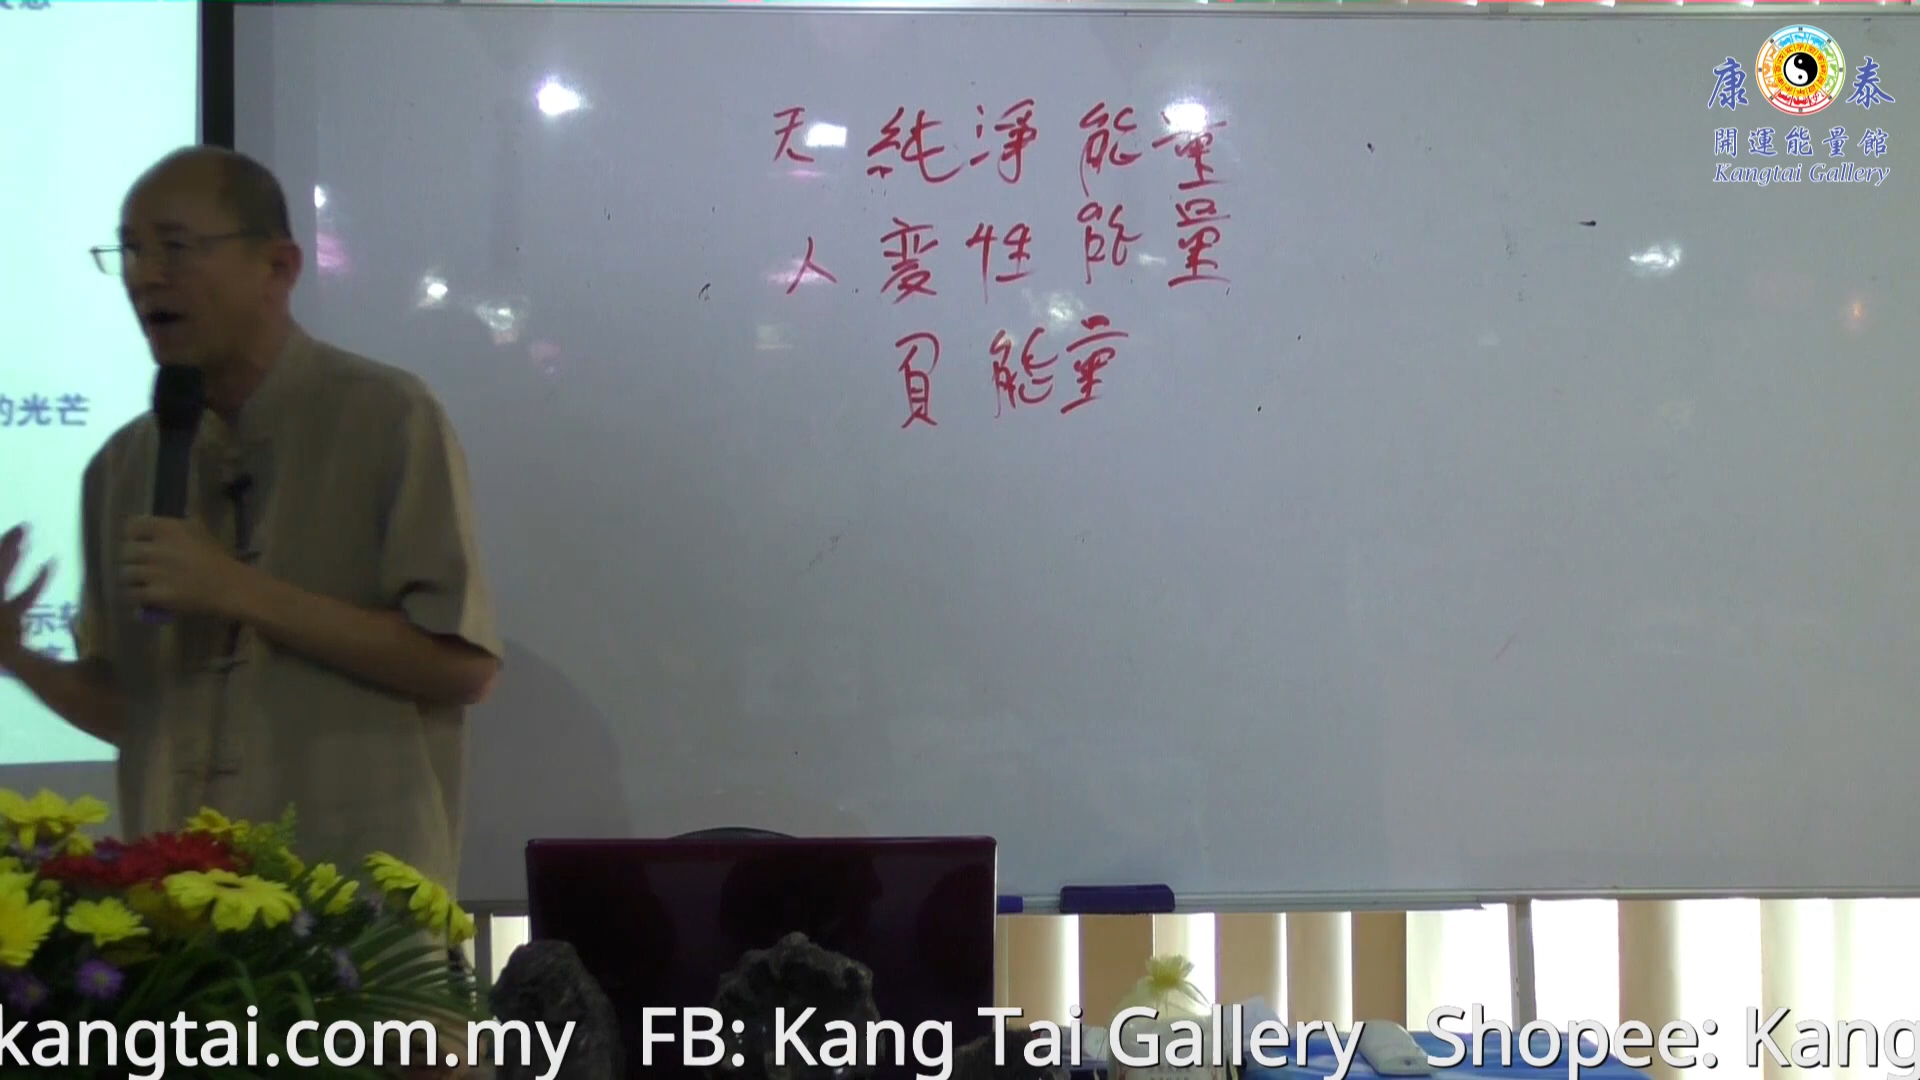 的光芒
示
天 純淨能量
人 變性能量
負能量
康 泰
開運能量館
Kangtai Gallery
kangtai.com.my FB: Kang Tai Gallery Shopee: Kang